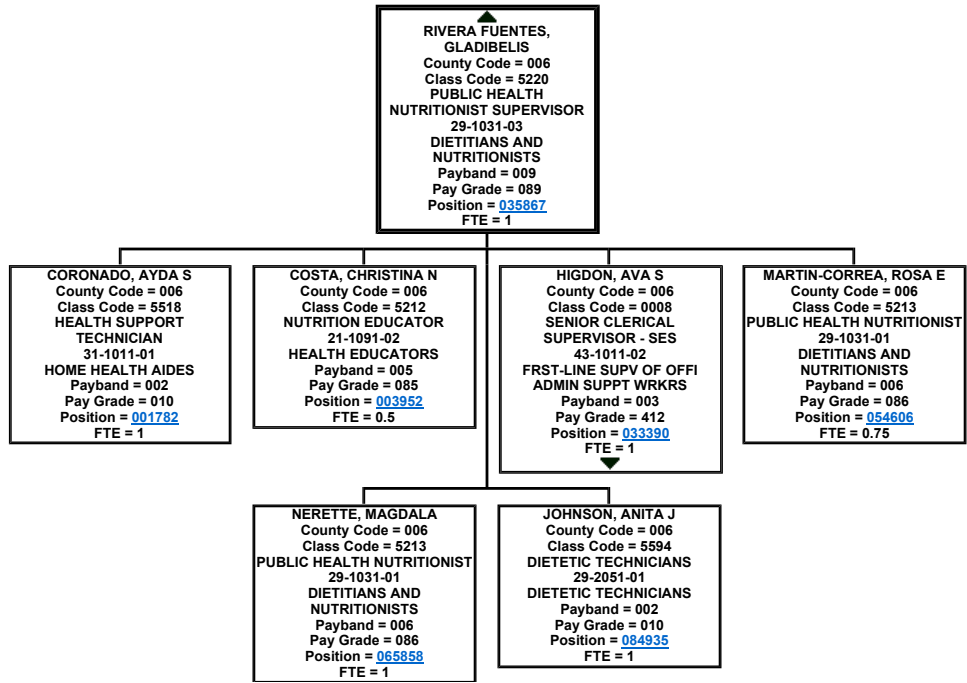 RIVERA FUENTES,
GLADIBELIS
County Code = 006
Class Code = 5220
PUBLIC HEALTH
NUTRITIONIST SUPERVISOR
29-1031-03
DIETITIANS AND
NUTRITIONISTS
Payband = 009
Pay Grade = 089
Position = 035867
FTE = 1
CORONADO, AYDA S
County Code = 006
Class Code = 5518
HEALTH SUPPORT
TECHNICIAN
31-1011-01
HOME HEALTH AIDES
Payband = 002
Pay Grade = 010
Position = 001782
FTE = 1
COSTA, CHRISTINA N
County Code = 006
Class Code = 5212
NUTRITION EDUCATOR
21-1091-02
HEALTH EDUCATORS
Payband = 005
Pay Grade = 085
Position = 003952
FTE = 0.5
HIGDON, AVA S
County Code = 006
Class Code = 0008
SENIOR CLERICAL
SUPERVISOR - SES
43-1011-02
FRST-LINE SUPV OF OFFI
ADMIN SUPPT WRKRS
Payband = 003
Pay Grade = 412
Position = 033390
FTE = 1
MARTIN-CORREA, ROSA E
County Code = 006
Class Code = 5213
PUBLIC HEALTH NUTRITIONIST
29-1031-01
DIETITIANS AND
NUTRITIONISTS
Payband = 006
Pay Grade = 086
Position = 054606
FTE = 0.75
NERETTE, MAGDALA
County Code = 006
Class Code = 5213
PUBLIC HEALTH NUTRITIONIST
29-1031-01
DIETITIANS AND
NUTRITIONISTS
Payband = 006
Pay Grade = 086
Position = 065858
FTE = 1
JOHNSON, ANITA J
County Code = 006
Class Code = 5594
DIETETIC TECHNICIANS
29-2051-01
DIETETIC TECHNICIANS
Payband = 002
Pay Grade = 010
Position = 084935
FTE = 1